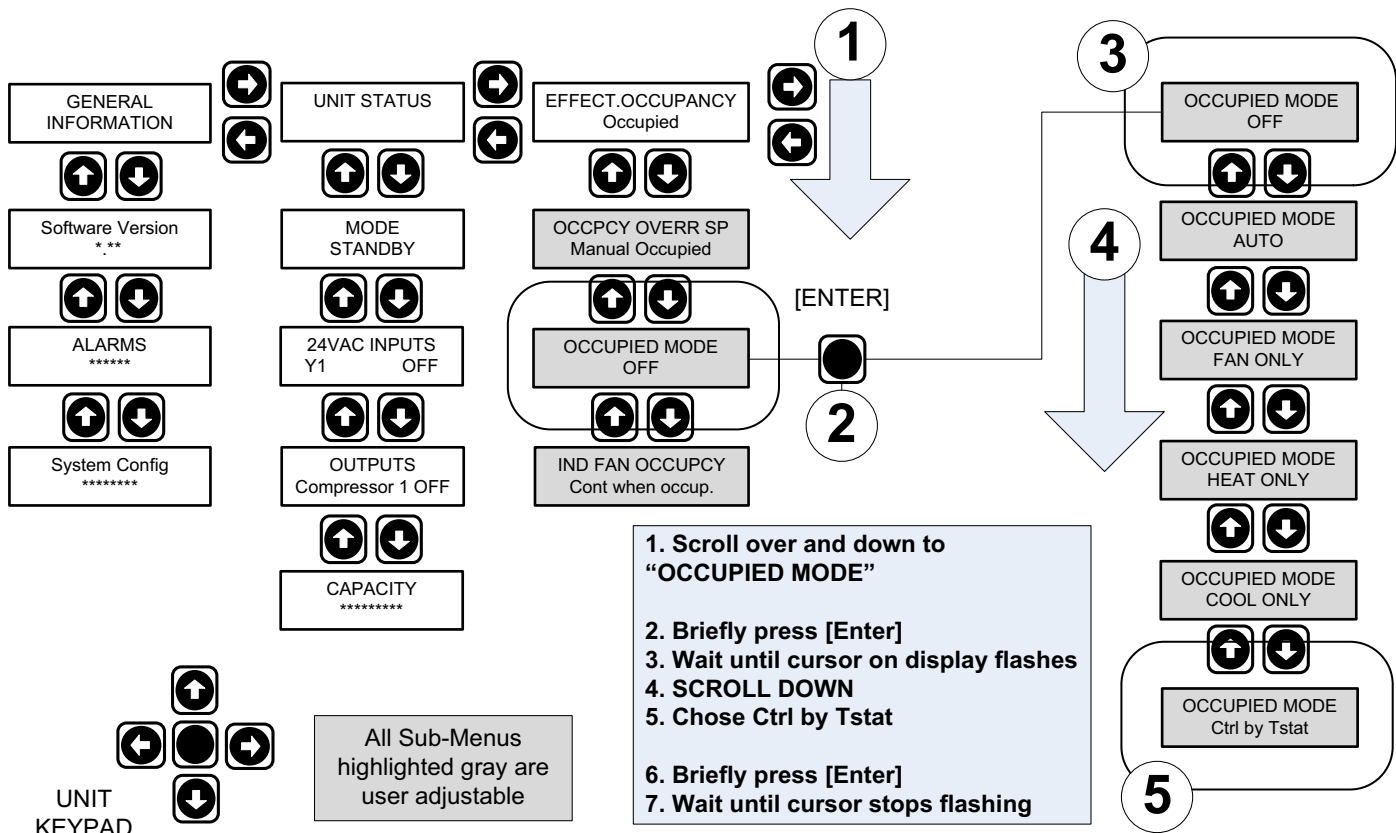 GENERAL
INFORMATION
Software Version
*.**
ALARMS
******
System Config
********
UNIT STATUS
MODE
STANDBY
24VAC INPUTS
Y1 OFF
OUTPUTS
Compressor 1 OFF
CAPACITY
*********
EFFECT.OCCUPANCY
Occupied
OCCPCY OVERR SP
Manual Occupied
OCCUPIED MODE
OFF
IND FAN OCCUPCY
Cont when occup.
1
[ENTER]
2
3
OCCUPIED MODE
OFF
OCCUPIED MODE
AUTO
4
OCCUPIED MODE
FAN ONLY
OCCUPIED MODE
HEAT ONLY
OCCUPIED MODE
COOL ONLY
OCCUPIED MODE
Ctrl by Tstat
5
1. Scroll over and down to
“OCCUPIED MODE”
2. Briefly press [Enter]
3. Wait until cursor on display flashes
4. SCROLL DOWN
5. Chose Ctrl by Tstat
6. Briefly press [Enter]
7. Wait until cursor stops flashing
All Sub-Menus
highlighted gray are
user adjustable
UNIT
KEYPAD